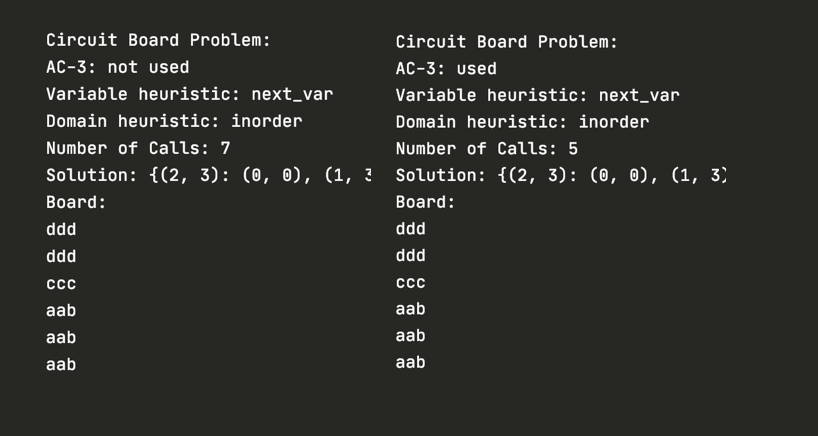 Circuit Board Problem:
AC-3: not used
Variable heuristic: next_var
Domain heuristic: inorder
Number of Calls: 7
Solution: {(2, 3): (0, 0), (1, 3
Board:
ddd
ddd
ccc
aab
aab
aab
Circuit Board Problem:
AC-3: used
Variable heuristic: next_var
Domain heuristic: inorder
Number of Calls: 5
Solution: {(2, 3): (0, 0), (1, 3)
Board:
ddd
ddd
ccc
aab
aab
aab